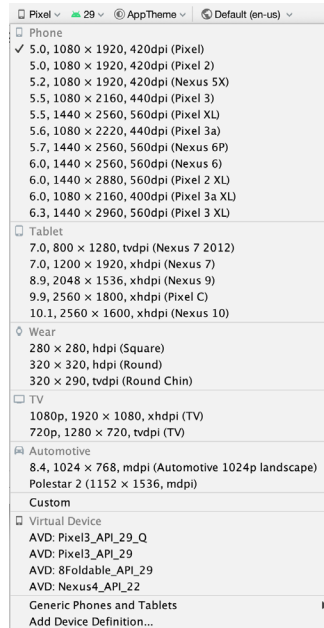 Pixel 29 AppTheme Default (en-us)
Phone
5.0, 1080 × 1920, 420dpi (Pixel)
5.0, 1080 × 1920, 420dpi (Pixel 2)
5.2, 1080 × 1920, 420dpi (Nexus 5X)
5.5, 1080 × 2160, 440dpi (Pixel 3)
5.5, 1440 × 2560, 560dpi (Pixel XL)
5.6, 1080 × 2220, 440dpi (Pixel 3a)
5.7, 1440 × 2560, 560dpi (Nexus 6P)
6.0, 1440 × 2560, 560dpi (Nexus 6)
6.0, 1440 × 2880, 560dpi (Pixel 2 XL)
6.0, 1080 × 2160, 400dpi (Pixel 3a XL)
6.3, 1440 × 2960, 560dpi (Pixel 3 XL)
Tablet
7.0, 800 × 1280, tvdpi (Nexus 7 2012)
7.0, 1200 × 1920, xhdpi (Nexus 7)
8.9, 2048 × 1536, xhdpi (Nexus 9)
9.9, 2560 × 1800, xhdpi (Pixel C)
10.1, 2560 × 1600, xhdpi (Nexus 10)
Wear
280 × 280, hdpi (Square)
320 × 320, hdpi (Round)
320 × 290, tvdpi (Round Chin)
TV
1080p, 1920 × 1080, xhdpi (TV)
720p, 1280 × 720, tvdpi (TV)
Automotive
8.4, 1024 × 768, mdpi (Automotive 1024p landscape)
Polestar 2 (1152 × 1536, mdpi)
Custom
Virtual Device
AVD: Pixel3_API_29_Q
AVD: Pixel3_API_29
AVD: 8Foldable_API_29
AVD: Nexus4_API_22
Generic Phones and Tablets
Add Device Definition...